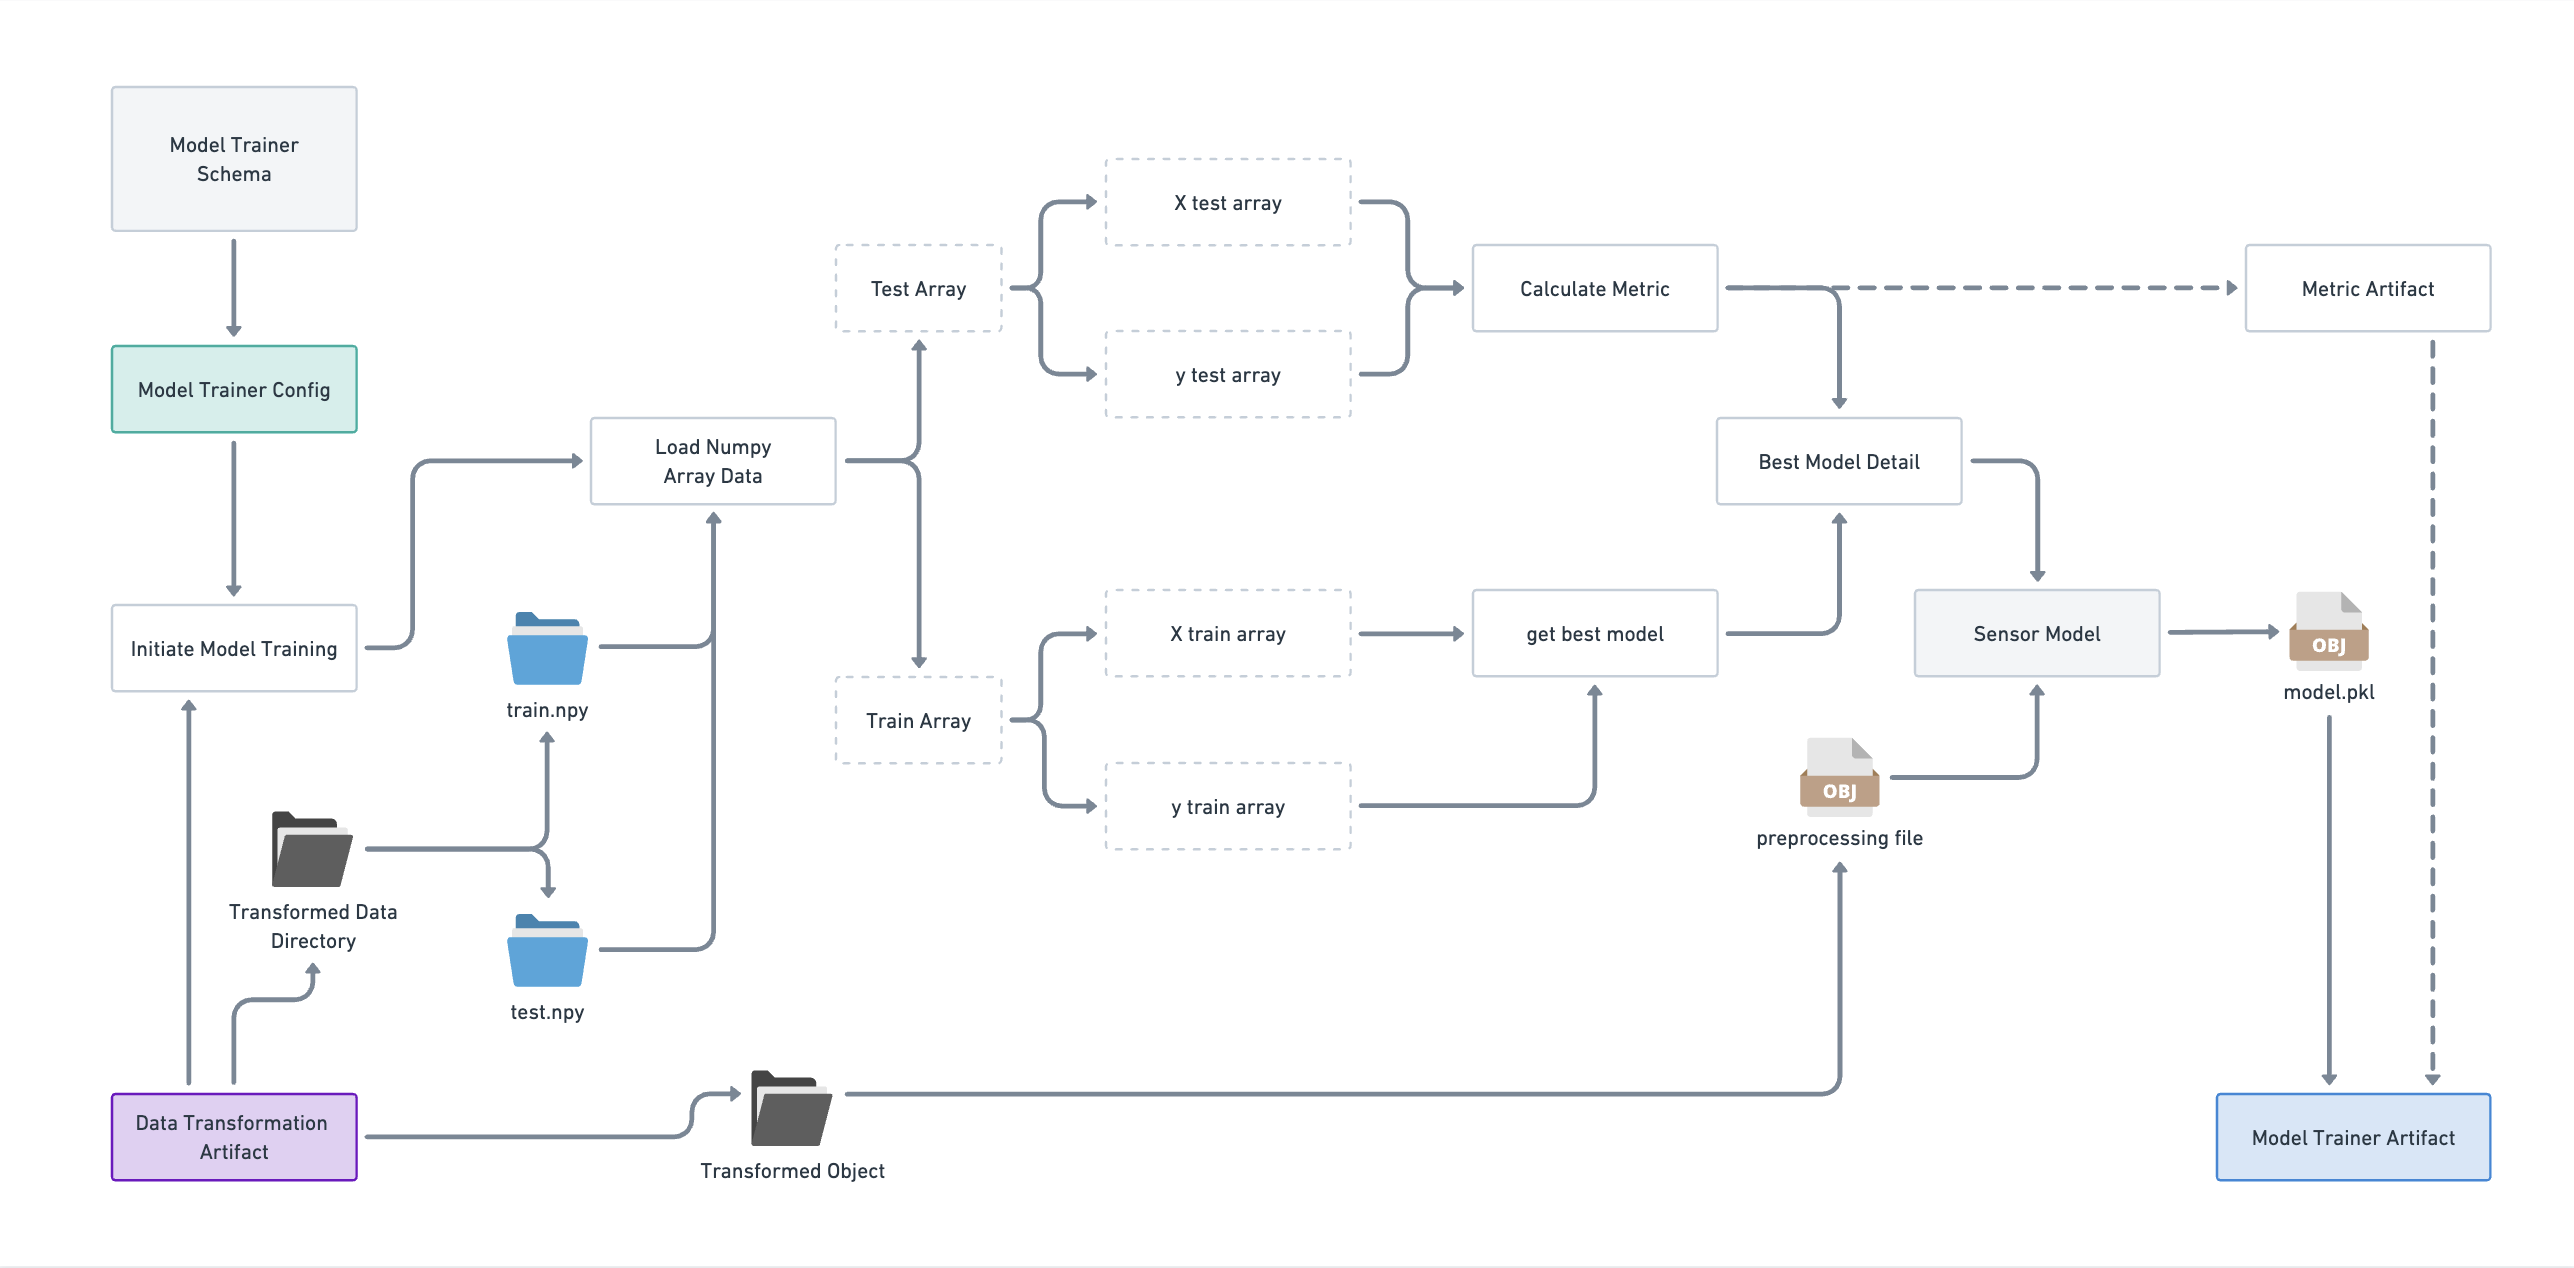 Model Trainer
Schema
Model Trainer Config
Initiate Model Training
Load Numpy
Array Data
train.npy
Transformed Data
Directory
test.npy
Data Transformation
Artifact
Transformed Object
Test Array
Train Array
X test array
y test array
X train array
y train array
Calculate Metric
get best model
Best Model Detail
OBJ
preprocessing file
Sensor Model
OBJ
model.pkl
Metric Artifact
Model Trainer Artifact